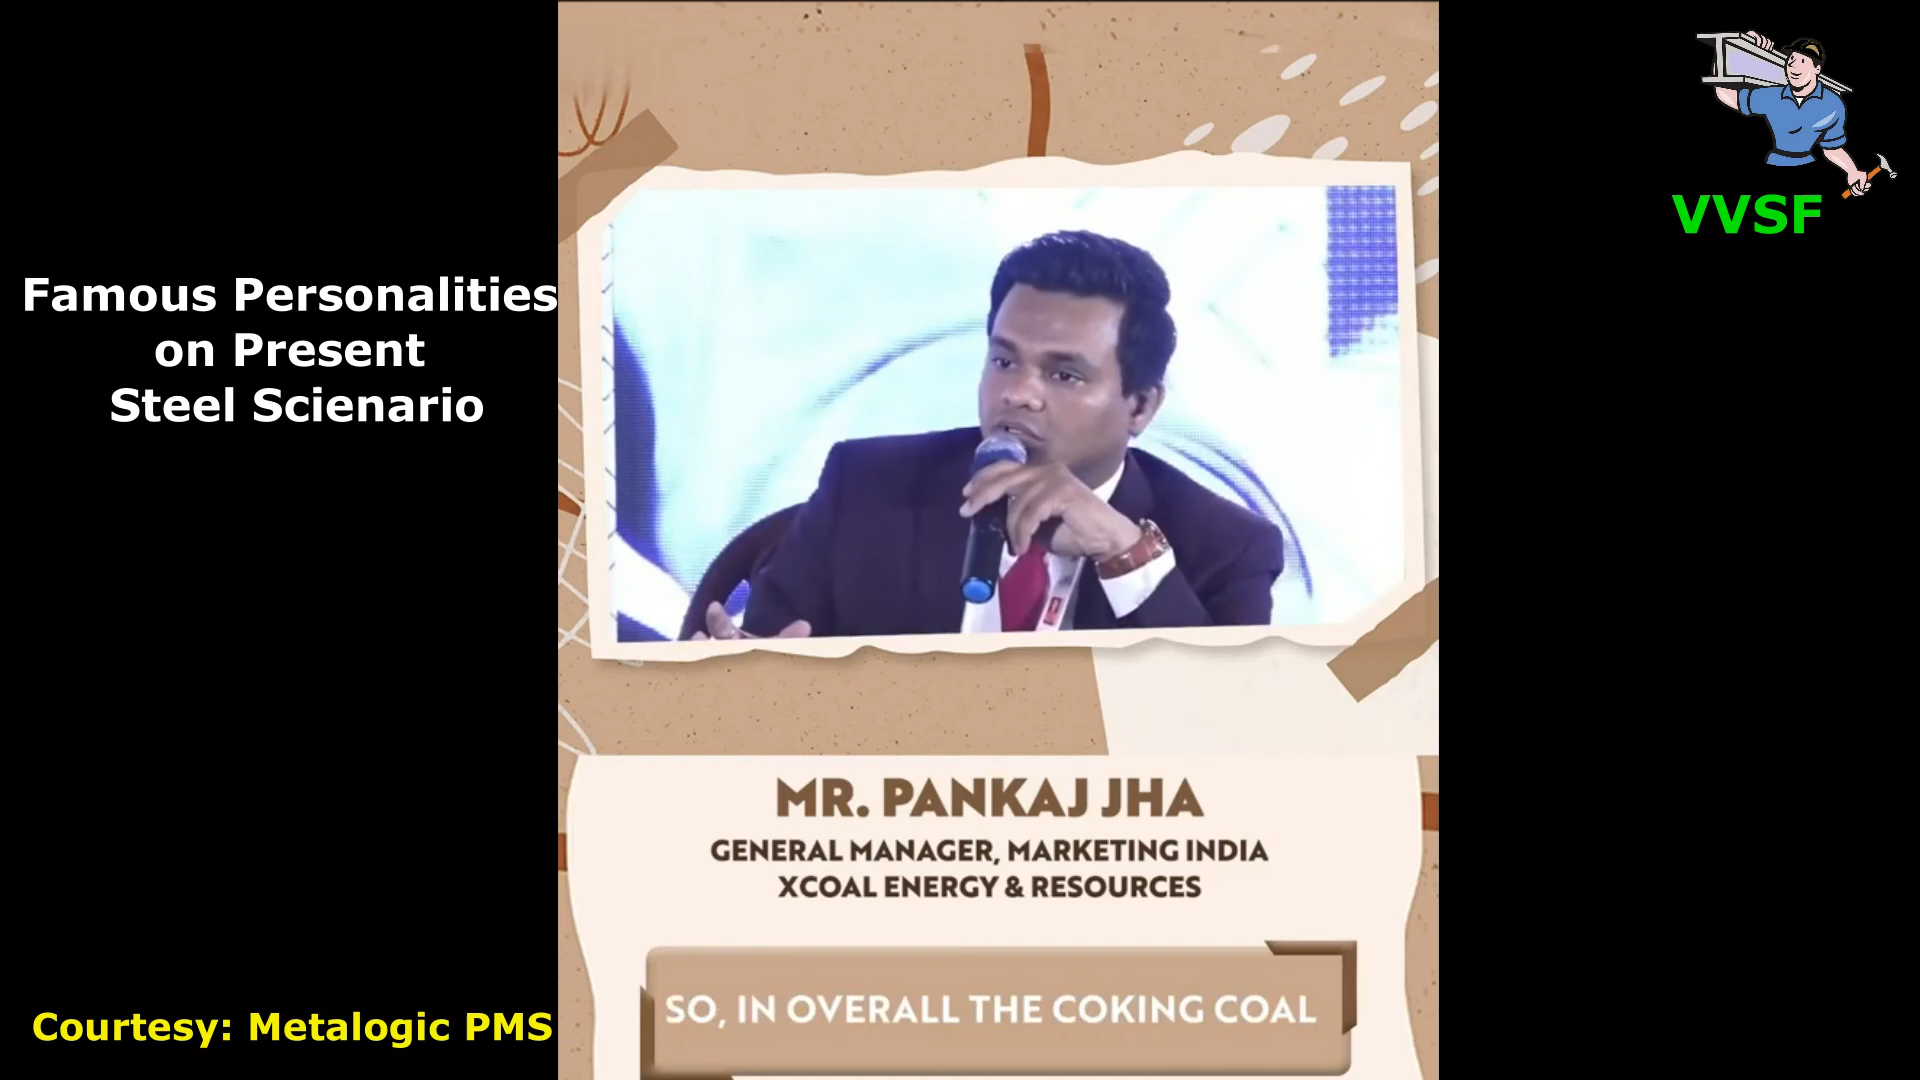 VVSF
Famous Personalities
on Present
Steel Scienario
MR. PANKAJ JHA
GENERAL MANAGER, MARKETING INDIA
XCOAL ENERGY & RESOURCES
SO, IN OVERALL THE COKING COAL
Courtesy: Metalogic PMS